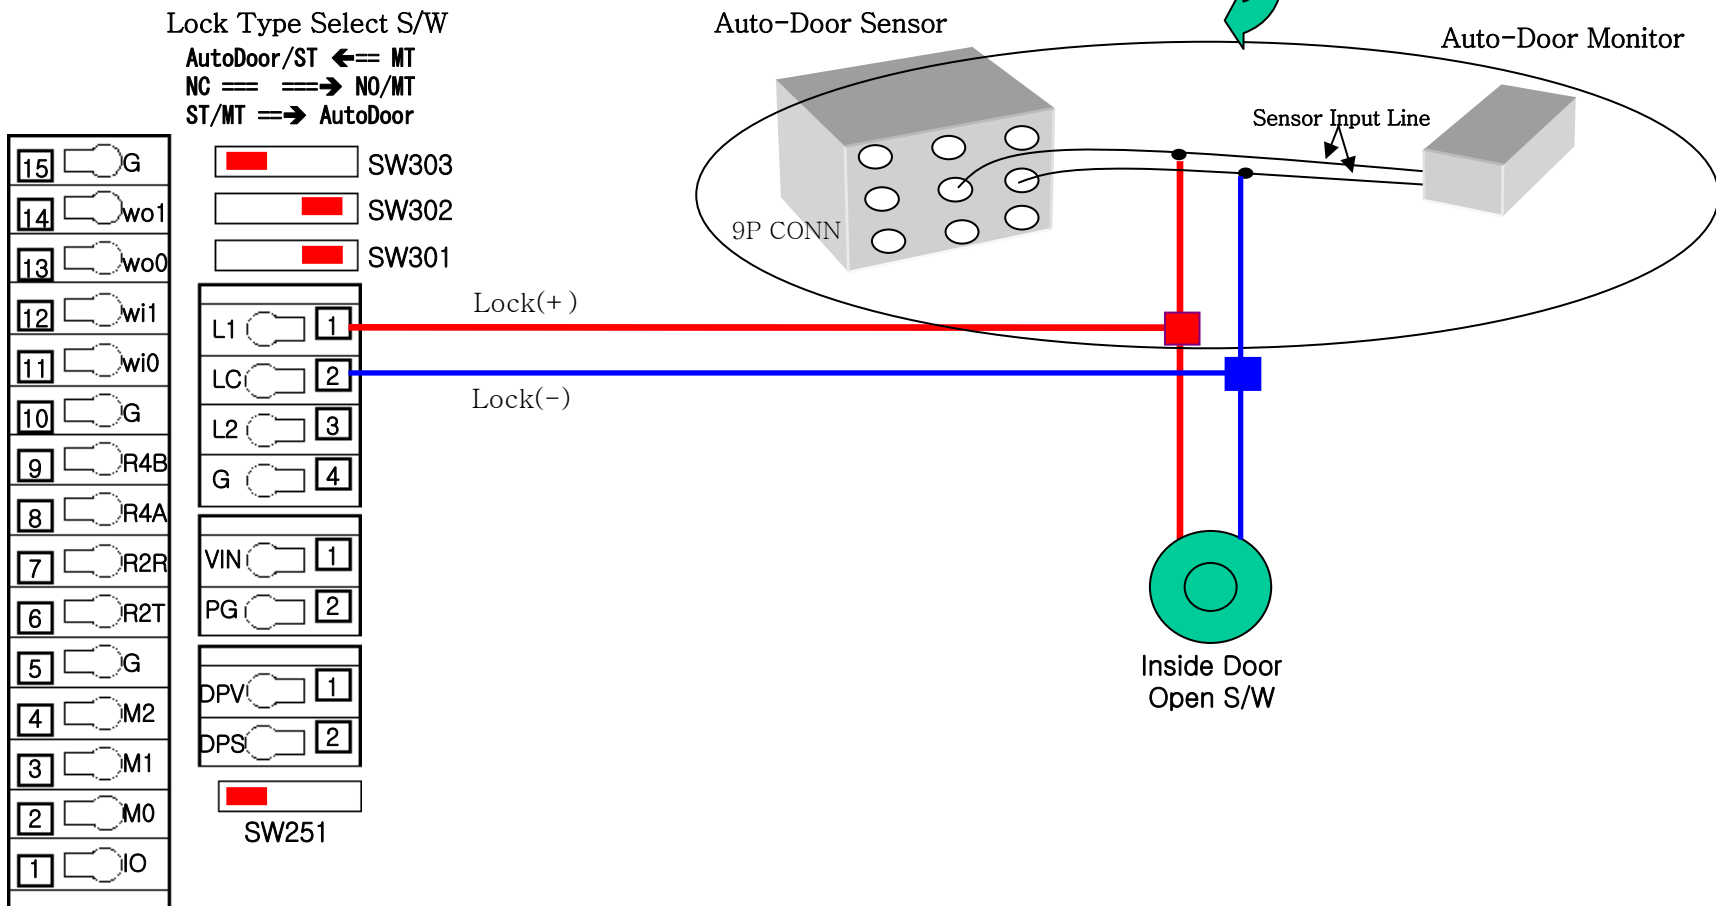 Lock Type Select S/W
AutoDoor/ST ←== MT
NC === ===→ NO/MT
ST/MT ==→ AutoDoor
15 G
14 wo1
13 wo0
12 wi1
11 wi0
10 G
9 R4B
8 R4A
7 R2R
6 R2T
5 G
4 M2
3 M1
2 M0
1 IO
SW303
SW302
SW301
L1 1
LC 2
L2 3
G 4
VIN 1
PG 2
DPV 1
DPS 2
SW251
Lock(+)
Lock(-)
Auto-Door Sensor
9P CONN
Auto-Door Monitor
Sensor Input Line
Inside Door
Open S/W